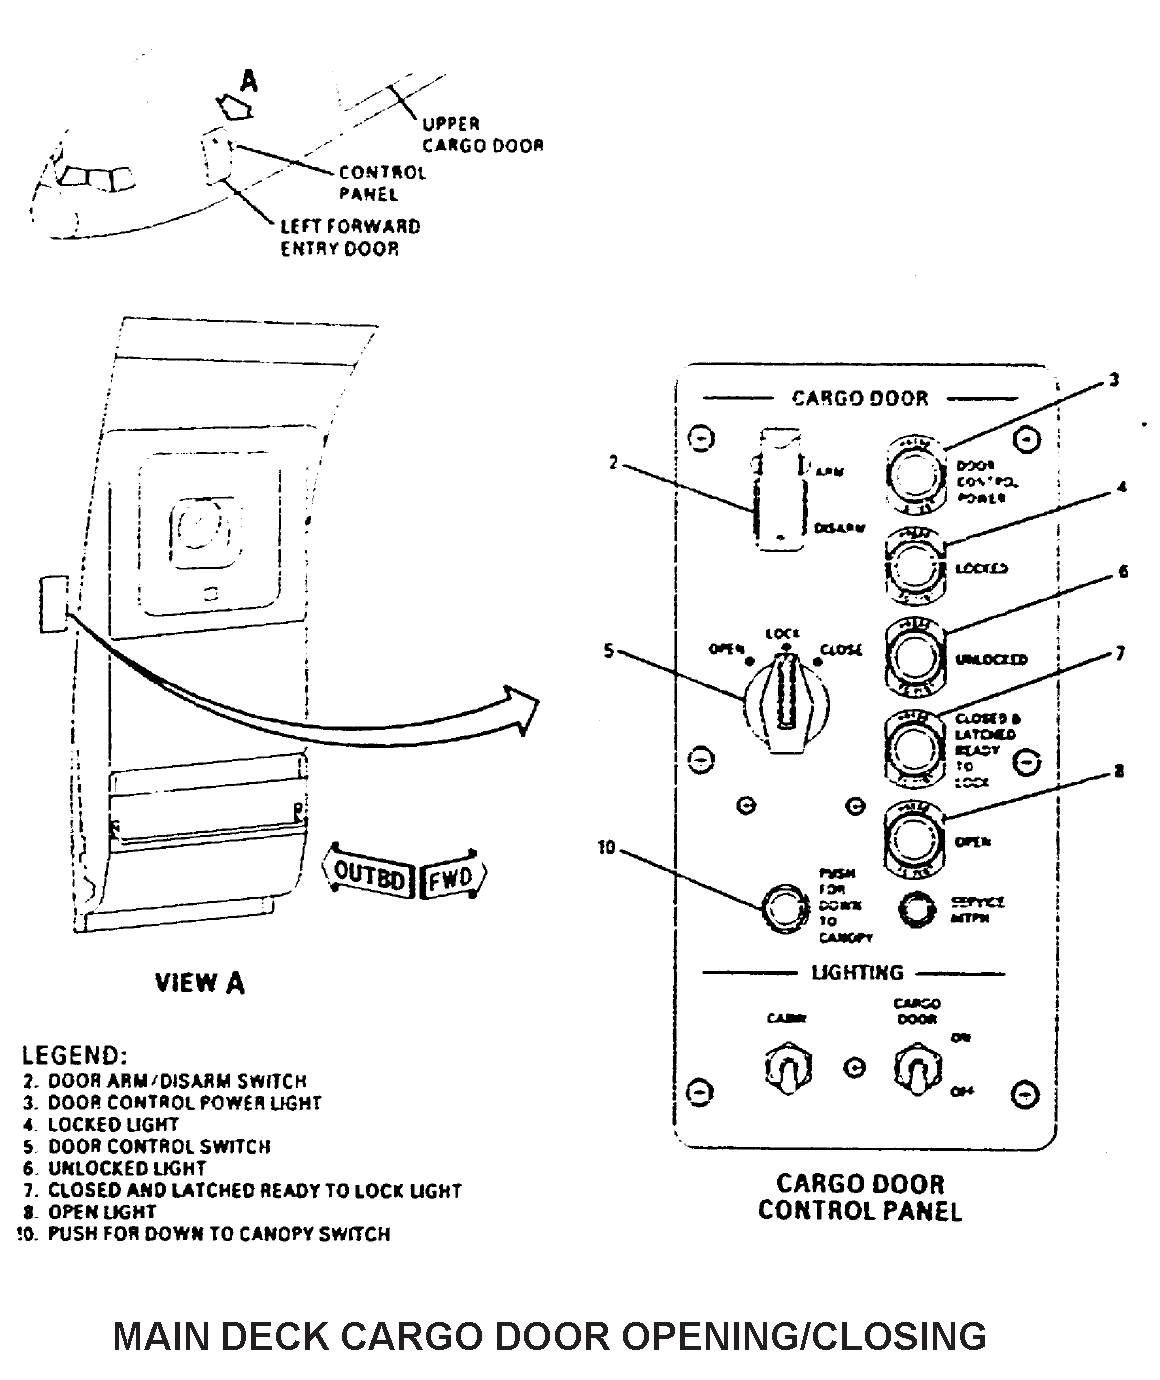 A
UPPER
CARGO DOOR
CONTROL
PANEL
LEFT FORWARD
ENTRY DOOR
OUTBD FWD
VIEW A
LEGEND:
2. DOOR ARM/DISARM SWITCH
3. DOOR CONTROL POWER LIGHT
4. LOCKED LIGHT
5. DOOR CONTROL SWITCH
6. UNLOCKED LIGHT
7. CLOSED AND LATCHED READY TO LOCK LIGHT
8. OPEN LIGHT
10. PUSH FOR DOWN TO CANOPY SWITCH
CARGO DOOR
3
2
ARM
DISARM
DOOR
CONTROL
POWER
4
LOCKED
6
UNLOCKED
5
OPEN
LOCK
CLOSE
7
CLOSED &
LATCHED
READY
TO
LOCK
8
OPEN
10
PUSH
FOR
DOWN
TO
CANOPY
SERVICE
INTPH
LIGHTING
CABIN
CARGO
DOOR
ON
OFF
CARGO DOOR
CONTROL PANEL
MAIN DECK CARGO DOOR OPENING/CLOSING